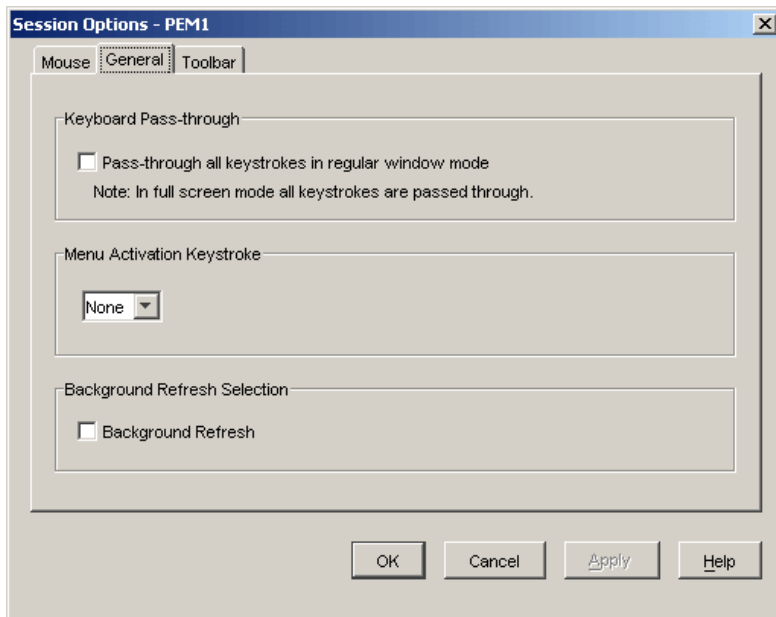 Session Options - PEM1
Mouse General Toolbar
Keyboard Pass-through
Pass-through all keystrokes in regular window mode
Note: In full screen mode all keystrokes are passed through.
Menu Activation Keystroke
None
Background Refresh Selection
Background Refresh
OK Cancel Apply Help